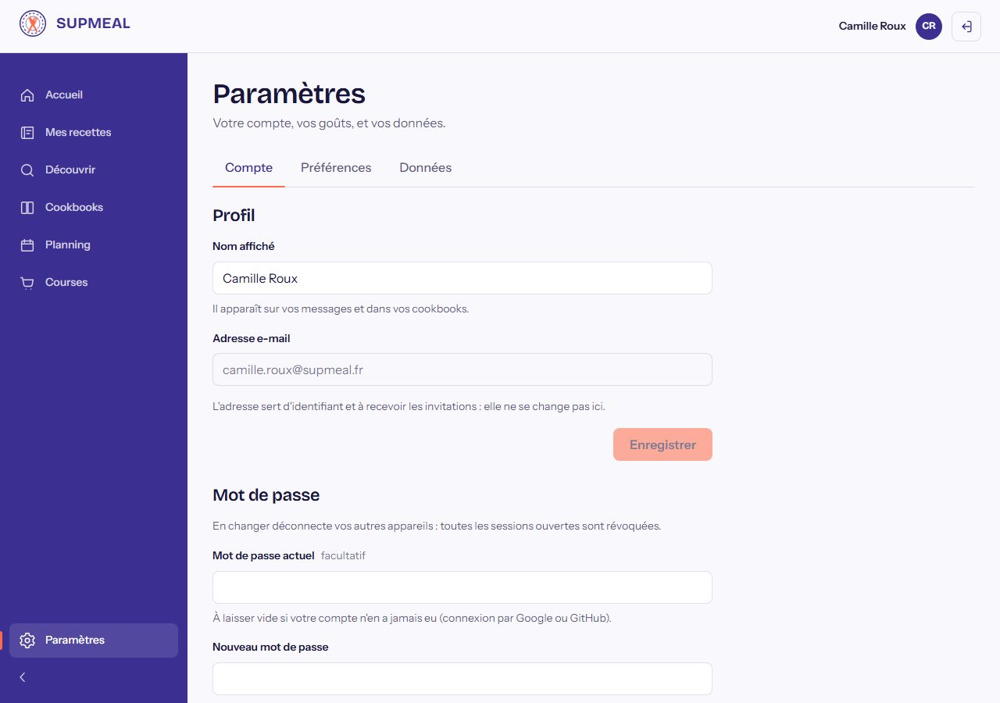 SUPMEAL
Camille Roux
CR
Accueil
Mes recettes
Découvrir
Cookbooks
Planning
Courses
Paramètres
Paramètres
Votre compte, vos goûts, et vos données.
Compte
Préférences
Données
Profil
Nom affiché
Camille Roux
Il apparaît sur vos messages et dans vos cookbooks.
Adresse e-mail
camille.roux@supmeal.fr
L'adresse sert d'identifiant et à recevoir les invitations : elle ne se change pas ici.
Enregistrer
Mot de passe
En changer déconnecte vos autres appareils : toutes les sessions ouvertes sont révoquées.
Mot de passe actuel facultatif
À laisser vide si votre compte n'en a jamais eu (connexion par Google ou GitHub).
Nouveau mot de passe